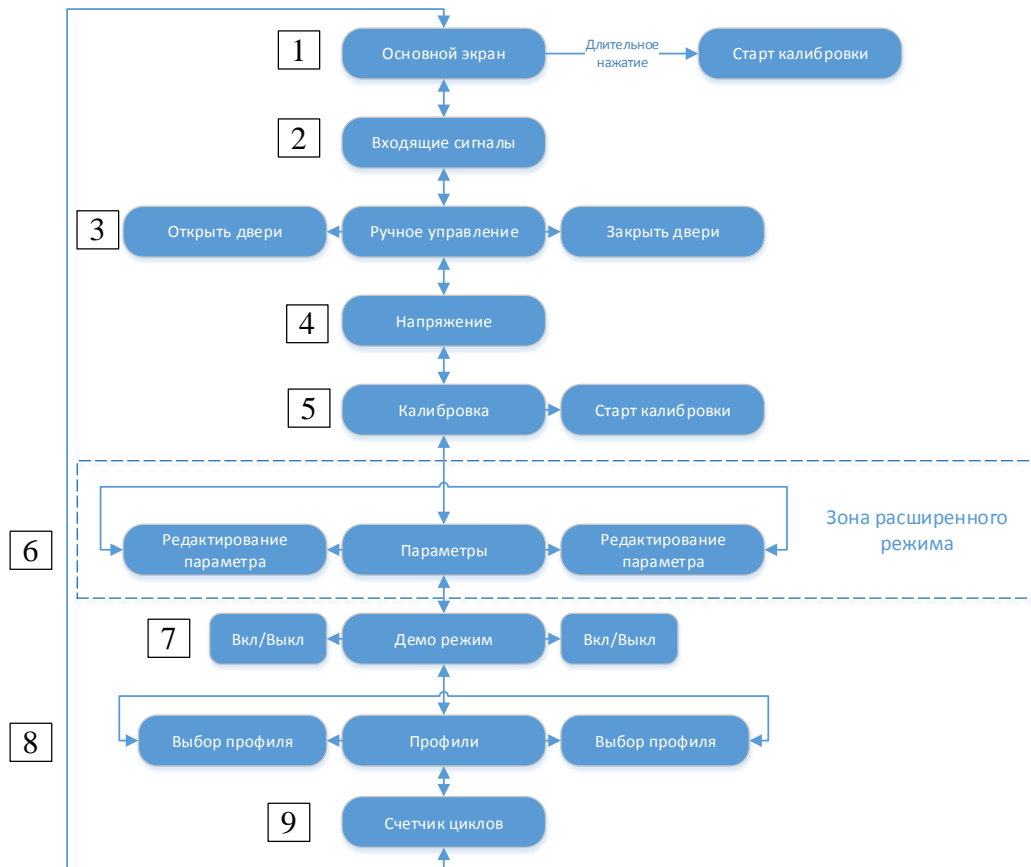 1
Основной экран
Длительное
нажатие
Старт калибровки
2
Входящие сигналы
3
Открыть двери
Ручное управление
Закрыть двери
4
Напряжение
5
Калибровка
Старт калибровки
Зона расширенного
режима
6
Редактирование
параметра
Параметры
Редактирование
параметра
7
Вкл/Выкл
Демо режим
Вкл/Выкл
8
Выбор профиля
Профили
Выбор профиля
9
Счетчик циклов